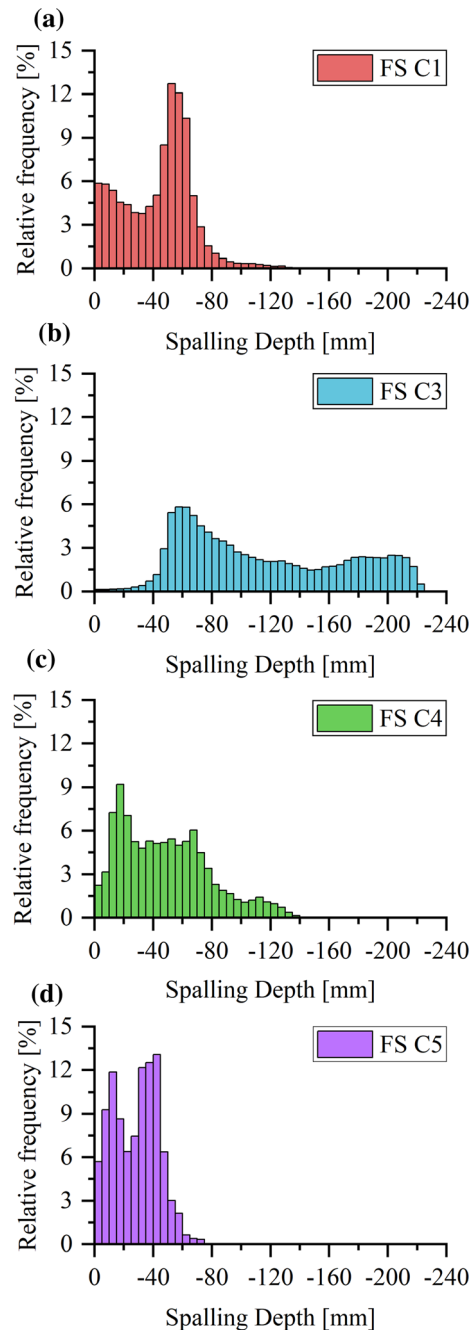 (a)
15
FS C1
12
9
6
3
0
Relative frequency [%]
0 -40 -80 -120 -160 -200 -240
Spalling Depth [mm]
(b)
15
FS C3
12
9
6
3
0
Relative frequency [%]
0 -40 -80 -120 -160 -200 -240
Spalling Depth [mm]
(c)
15
FS C4
12
9
6
3
0
Relative frequency [%]
0 -40 -80 -120 -160 -200 -240
Spalling Depth [mm]
(d)
15
FS C5
12
9
6
3
0
Relative frequency [%]
0 -40 -80 -120 -160 -200 -240
Spalling Depth [mm]